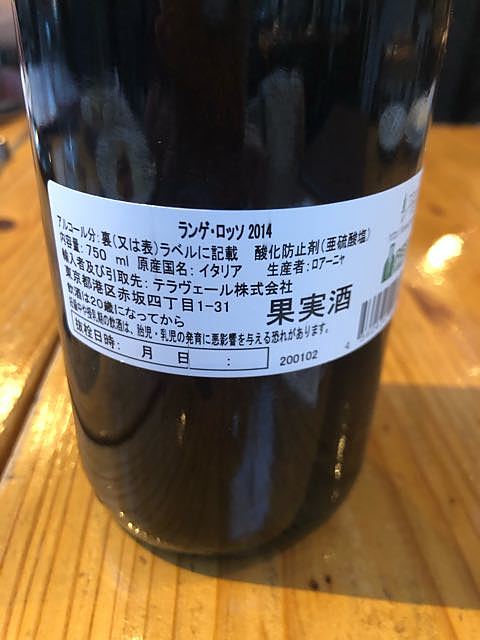 ランゲ・ロッソ 2014
アルコール分:裏(又は表)ラベルに記載 酸化防止剤(亜硫酸塩)
内容量:750 ml 原産国名:イタリア 生産者:ロアーニャ
輸入者及び引取先:テラヴェール株式会社
東京都港区赤坂四丁目1-31
果実酒
飲酒は20歳になってから
妊娠中や授乳期の飲酒は、胎児・乳児の発育に悪影響を与える恐れがあります。
抜栓日時: 月 日 :
200102
4